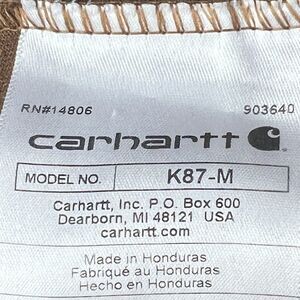 RN#14806 903640
carhartt
MODEL NO. K87-M
Carhartt, Inc. P.O. Box 600
Dearborn, MI 48121 USA
carhartt.com
Made in Honduras
Fabriqué au Honduras
Hecho en Honduras